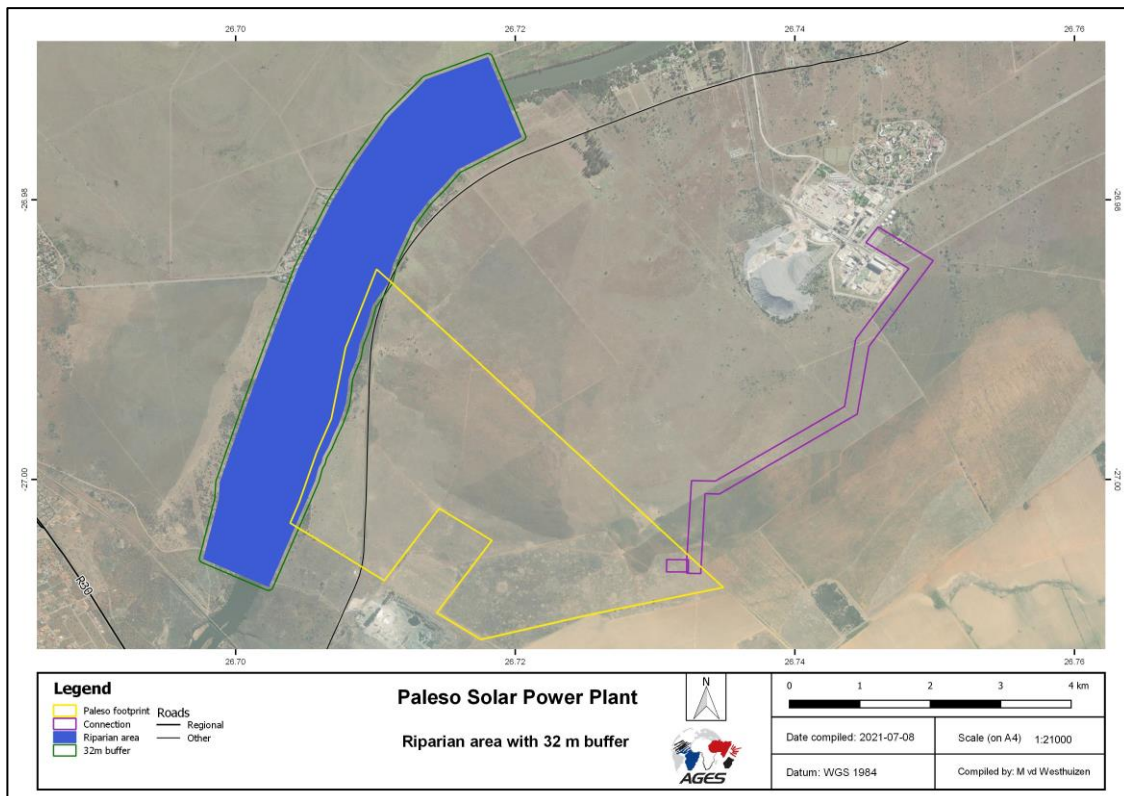 26.70 26.72 26.74 26.76
-26.98 -26.98
-27.00 -27.00
R30
26.70 26.72 26.74 26.76
Legend
Paleso footprint
Connection
Riparian area
32m buffer
Roads
Regional
Other
Paleso Solar Power Plant
Riparian area with 32 m buffer
N
AGES
0 1 2 3 4 km
Date compiled: 2021-07-08
Scale (on A4) 1:21000
Datum: WGS 1984
Compiled by: M vd Westhuizen